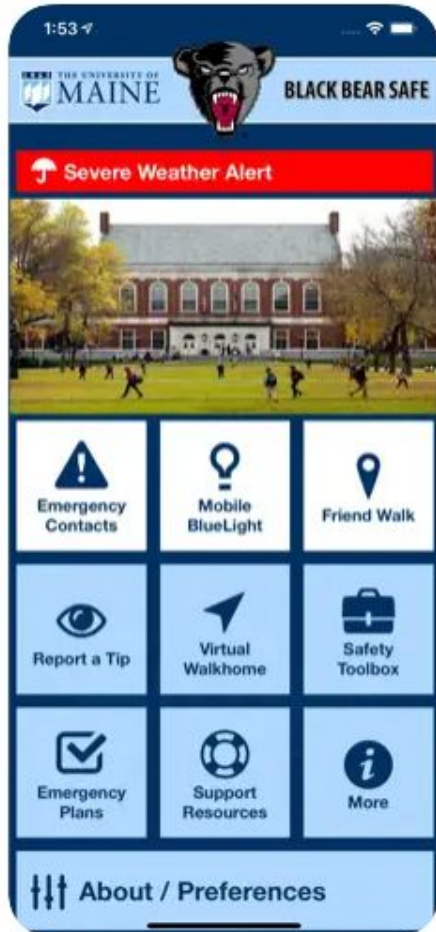 1:53
1865 THE UNIVERSITY OF
MAINE
BLACK BEAR SAFE
Severe Weather Alert
Emergency
Contacts
Mobile
BlueLight
Friend Walk
Report a Tip
Virtual
Walkhome
Safety
Toolbox
Emergency
Plans
Support
Resources
More
About / Preferences